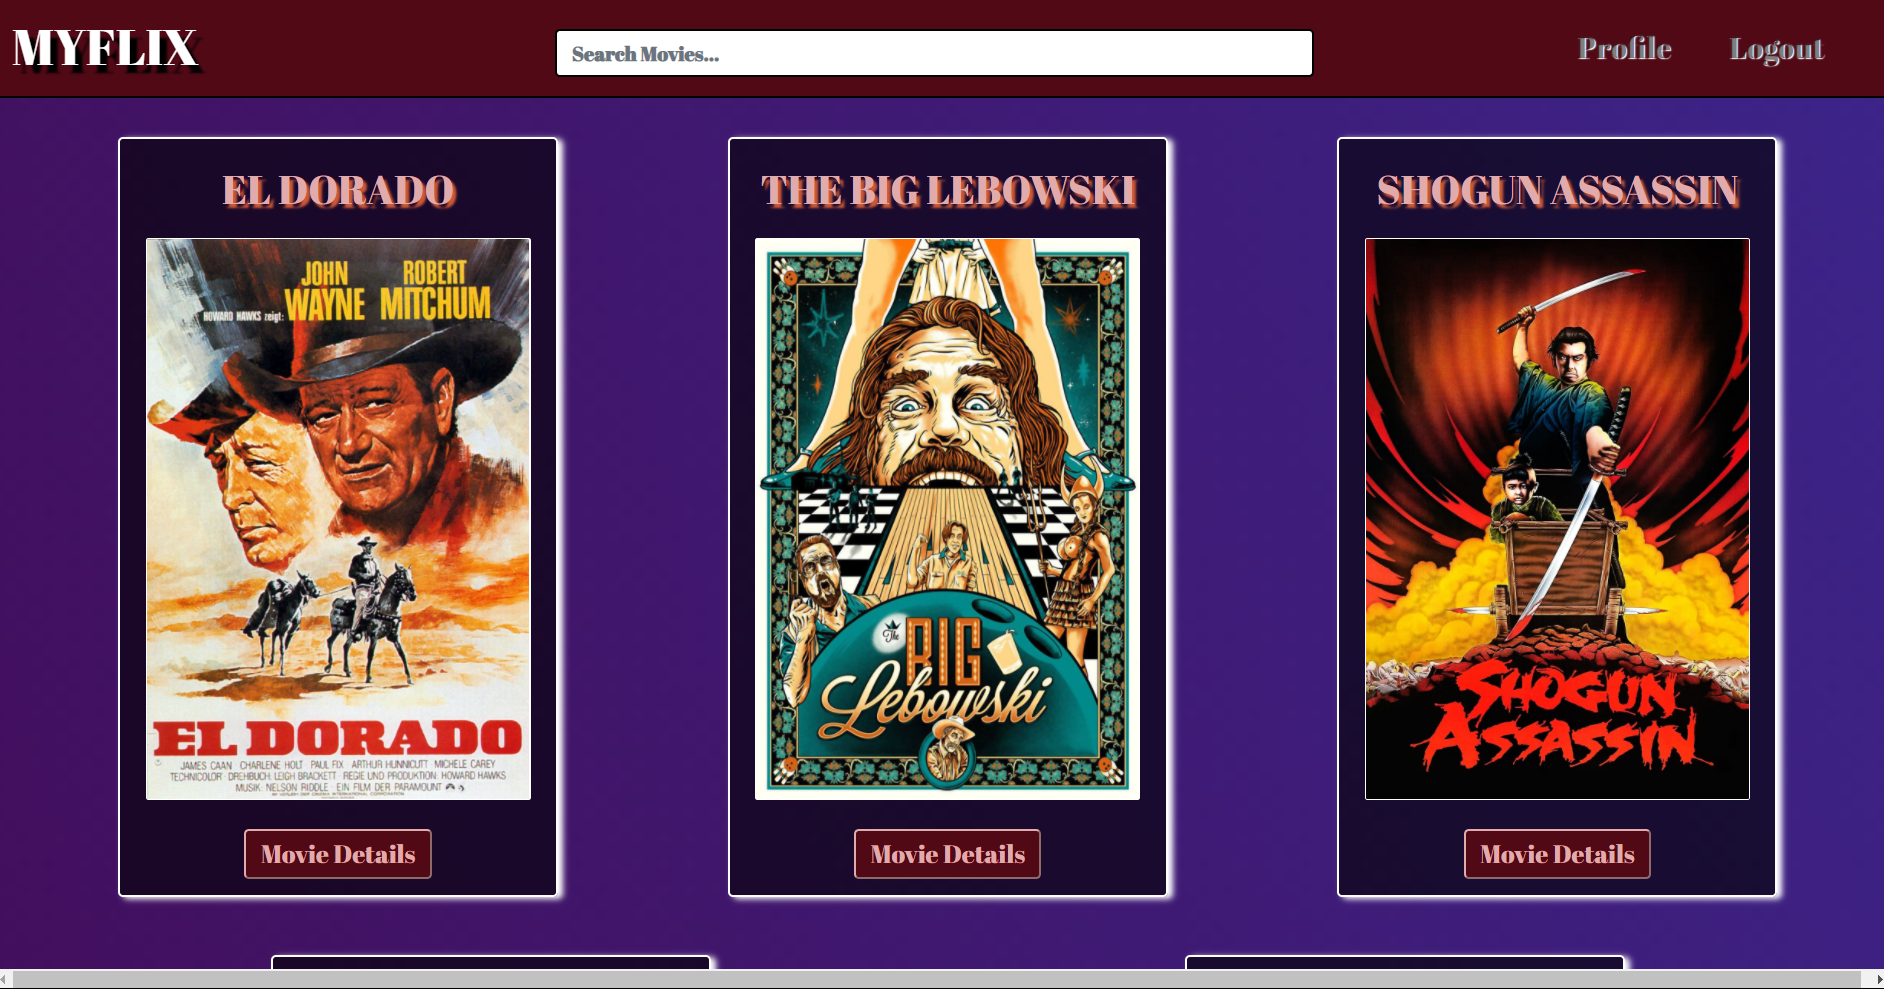 MYFLIX
Search Movies...
Profile
Logout
EL DORADO
JOHN WAYNE
ROBERT MITCHUM
HOWARD HAWKS zeigt:
EL DORADO
JAMES CAAN · CHARLENE HOLT · PAUL FIX · ARTHUR HUNNICUTT · MICHELE CAREY
TECHNICOLOR · DREHBUCH: LEIGH BRACKETT · REGIE UND PRODUKTION: HOWARD HAWKS
MUSIK: NELSON RIDDLE · EIN FILM DER PARAMOUNT
Movie Details
THE BIG LEBOWSKI
The BIG
Lebowski
Movie Details
SHOGUN ASSASSIN
SHOGUN
ASSASSIN
Movie Details